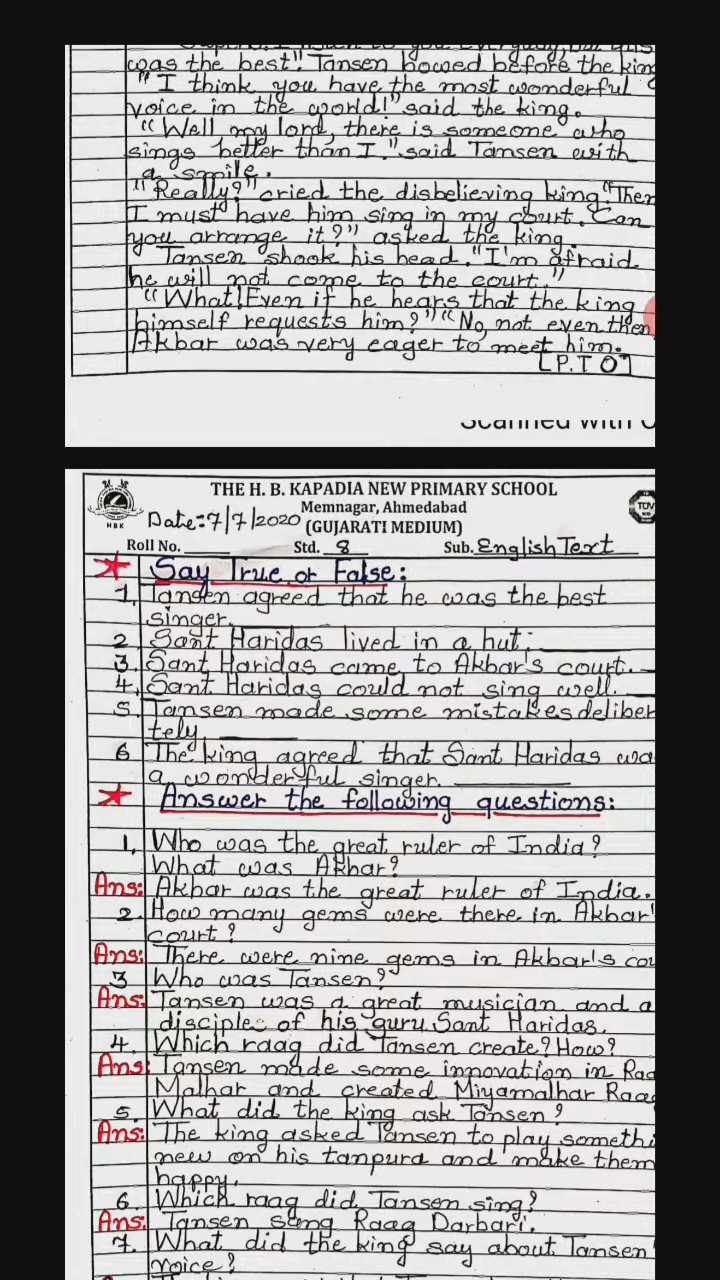 was the best". Tansen bowed before the king
"I think you have the most wonderful
voice in the world!" said the king.
"Well my lord, there is someone who
sings better than I." said Tansen with
a smile.
"Really?" cried the disbelieving king. "Then
I must have him sing in my court. Can
you arrange it?" asked the king.
Tansen shook his head. "I'm afraid
he will not come to the court."
"What! Even if he hears that the king
himself requests him?" "No, not even then
Akbar was very eager to meet him.
[P.T O]
Scanned with C
THE H. B. KAPADIA NEW PRIMARY SCHOOL
Memnagar, Ahmedabad
HBK Date:- 7/7/2020 (GUJARATI MEDIUM)
Roll No. Std. 8 Sub. English Text
Say True or False:
1, Tansen agreed that he was the best
singer.
2. Sant Haridas lived in a hut.
3. Sant Haridas came to Akbar's court.
4. Sant Haridas could not sing well.
5. Tansen made some mistakes deliber
tely
6 The king agreed that Sant Haridas wa
a wonderful singer.
Answer the following questions:
1, Who was the great ruler of India?
What was Akbar?
Ans: Akbar was the great ruler of India.
2. How many gems were there in Akbar'
court?
Ans: There were nine gems in Akbar's cou
3 Who was Tansen?
Ans: Tansen was a great musician and a
disciple of his guru Sant Haridas.
4. Which raag did Tansen create? How?
Ans: Tansen made some innovation in Raa
Malhar and created Miyamalhar Raag
5. What did the king ask Tansen?
Ans: The king asked Tansen to play somethi
new on his tanpura and make them
happy.
6. Which raag did Tansen sing?
Ans: Tansen sang Raag Darbari.
7. What did the king say about Tansen'
voice?